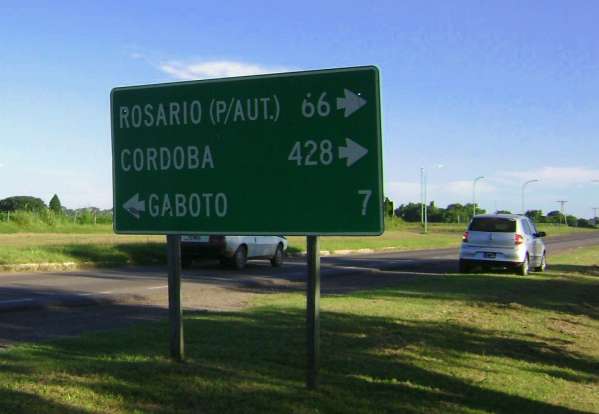 ROSARIO (P/AUT.) 66
CORDOBA 428
GABOTO 7